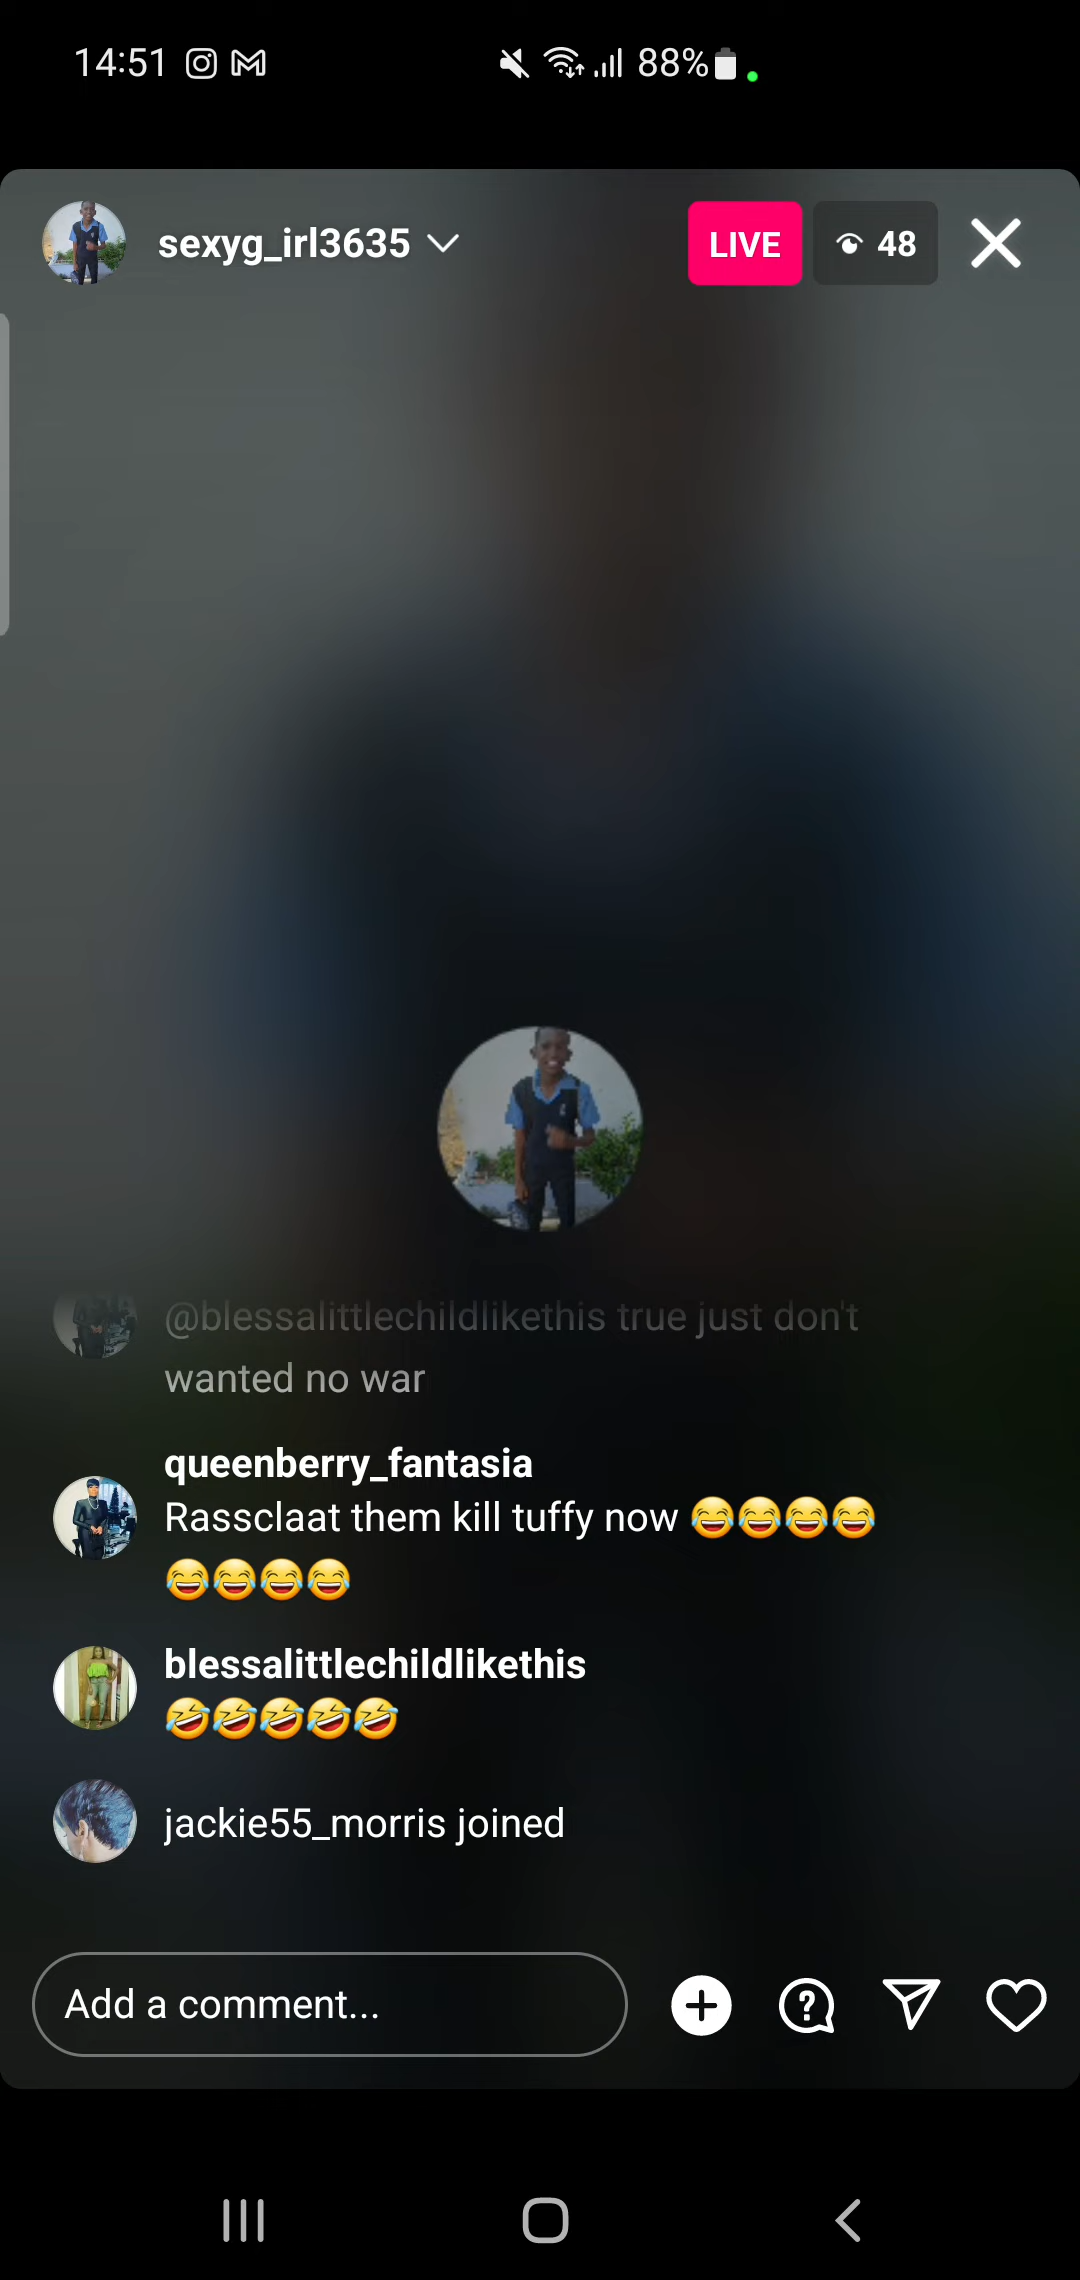 14:51 88%
sexyg_irl3635 LIVE 48
@blessalittlechildlikethis true just don't
wanted no war
queenberry_fantasia
Rassclaat them kill tuffy now 😂😂😂😂
😂😂😂😂
blessalittlechildlikethis
🤣🤣🤣🤣🤣
jackie55_morris joined
Add a comment...